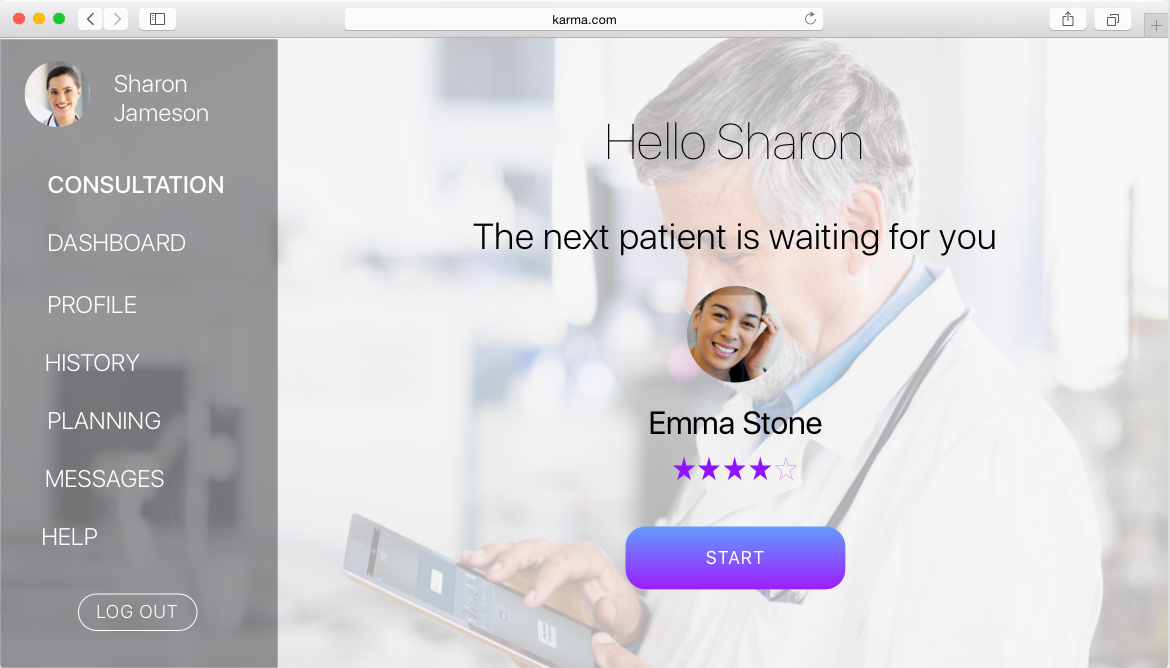 karma.com
Sharon
Jameson
CONSULTATION
DASHBOARD
PROFILE
HISTORY
PLANNING
MESSAGES
HELP
LOG OUT
Hello Sharon
The next patient is waiting for you
Emma Stone
START